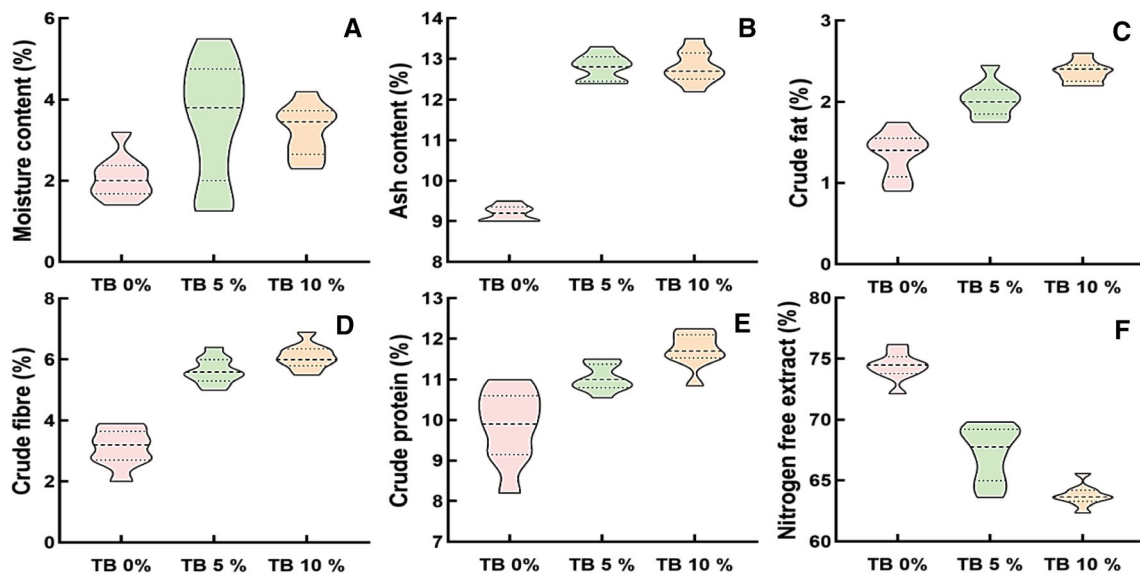 A
Moisture content (%)
6
4
2
0
TB 0% TB 5 % TB 10 %
B
Ash content (%)
14
13
12
11
10
9
8
TB 0% TB 5 % TB 10 %
C
Crude fat (%)
3
2
1
0
TB 0% TB 5 % TB 10 %
D
Crude fibre (%)
8
6
4
2
0
TB 0% TB 5 % TB 10 %
E
Crude protein (%)
13
12
11
10
9
8
7
TB 0% TB 5 % TB 10 %
F
Nitrogen free extract (%)
80
75
70
65
60
TB 0% TB 5 % TB 10 %